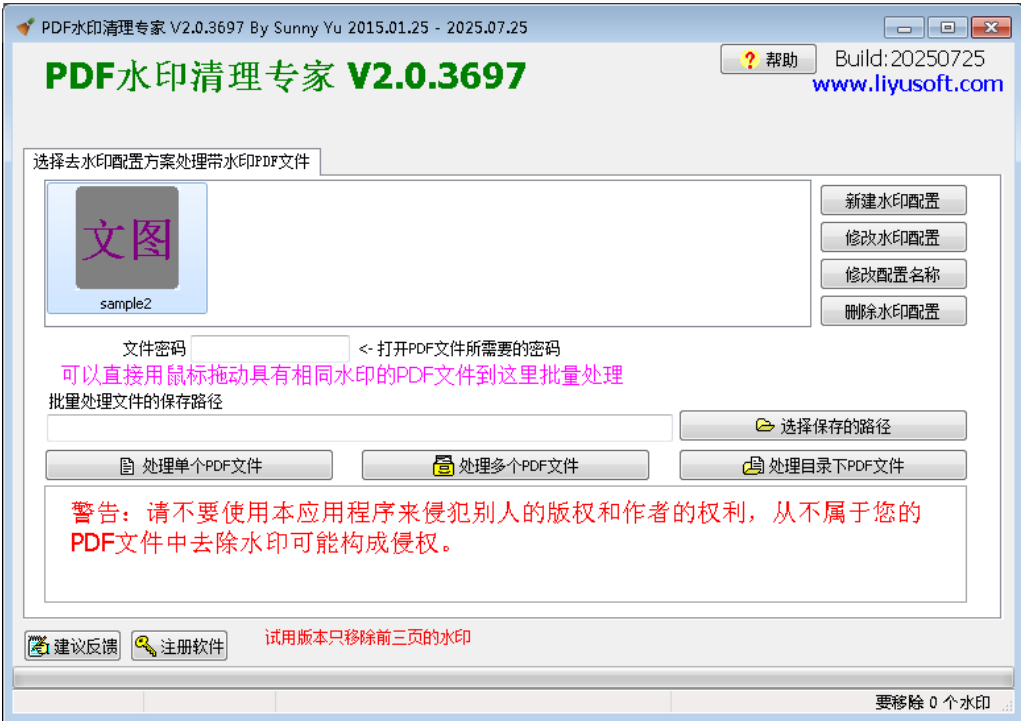 PDF水印清理专家 V2.0.3697 By Sunny Yu 2015.01.25 - 2025.07.25
PDF水印清理专家 V2.0.3697
? 帮助
Build:20250725
www.liyusoft.com
选择去水印配置方案处理带水印PDF文件
文图
sample2
新建水印配置
修改水印配置
修改配置名称
删除水印配置
文件密码
<- 打开PDF文件所需要的密码
可以直接用鼠标拖动具有相同水印的PDF文件到这里批量处理
批量处理文件的保存路径
选择保存的路径
处理单个PDF文件
处理多个PDF文件
处理目录下PDF文件
警告：请不要使用本应用程序来侵犯别人的版权和作者的权利，从不属于您的
PDF文件中去除水印可能构成侵权。
建议反馈
注册软件
试用版本只移除前三页的水印
要移除 0 个水印